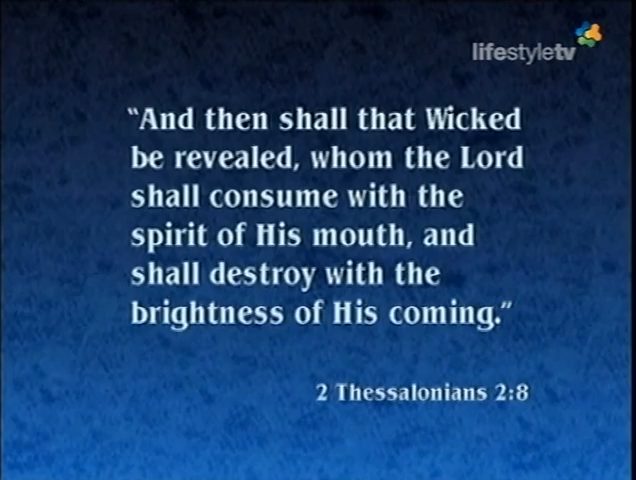 lifestyletv
“And then shall that Wicked
be revealed, whom the Lord
shall consume with the
spirit of His mouth, and
shall destroy with the
brightness of His coming.”
2 Thessalonians 2:8